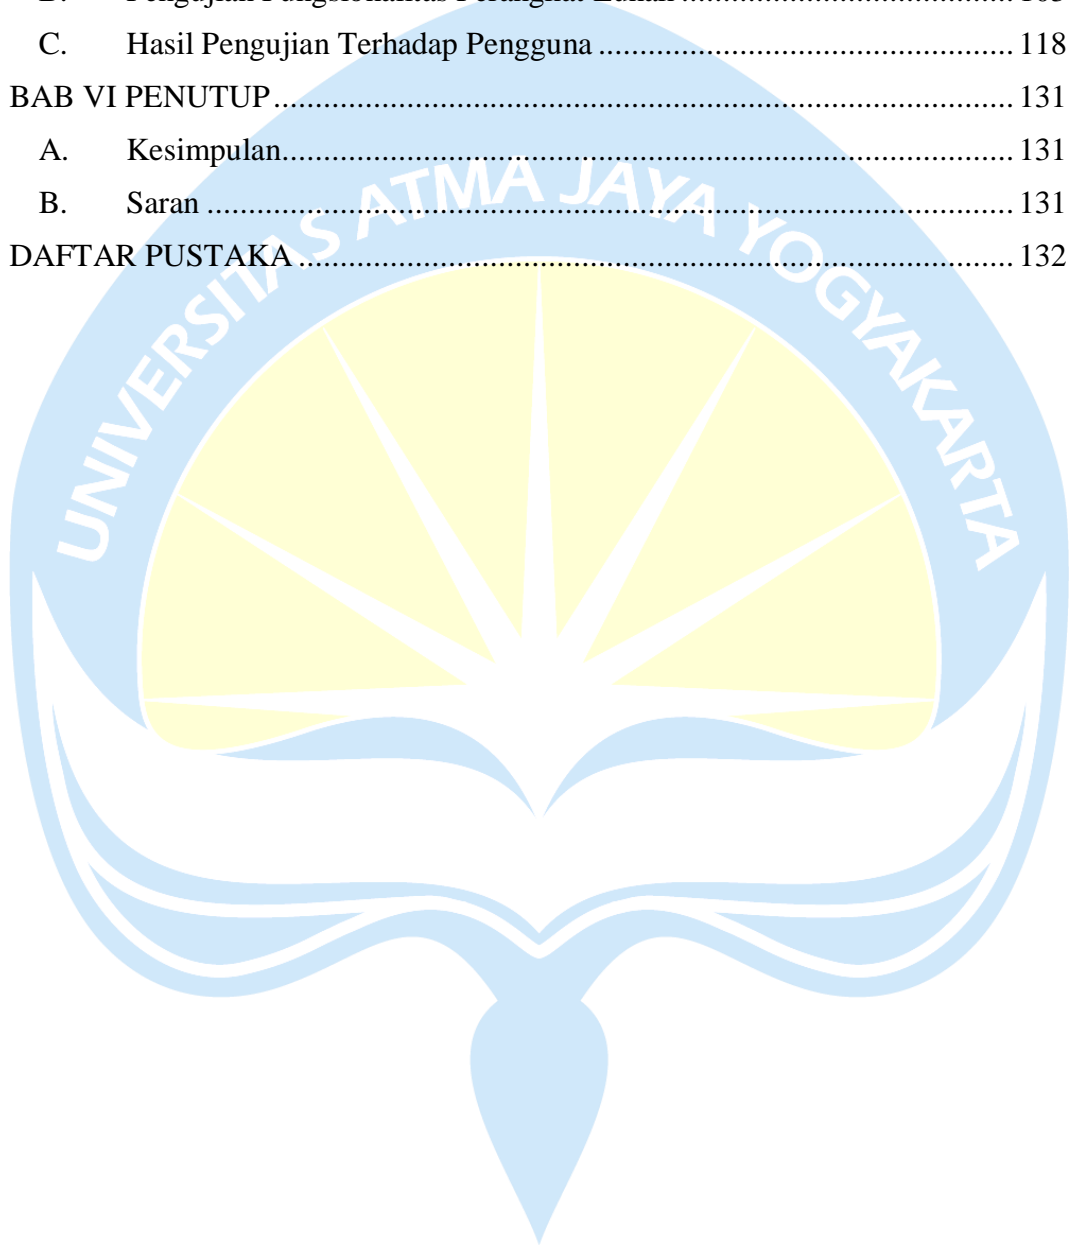 C. Hasil Pengujian Terhadap Pengguna ................................................... 118
BAB VI PENUTUP ........................................................................................... 131
A. Kesimpulan .......................................................................................... 131
B. Saran .................................................................................................... 131
DAFTAR PUSTAKA ........................................................................................ 132
UNIVERSITAS ATMA JAYA YOGYAKARTA